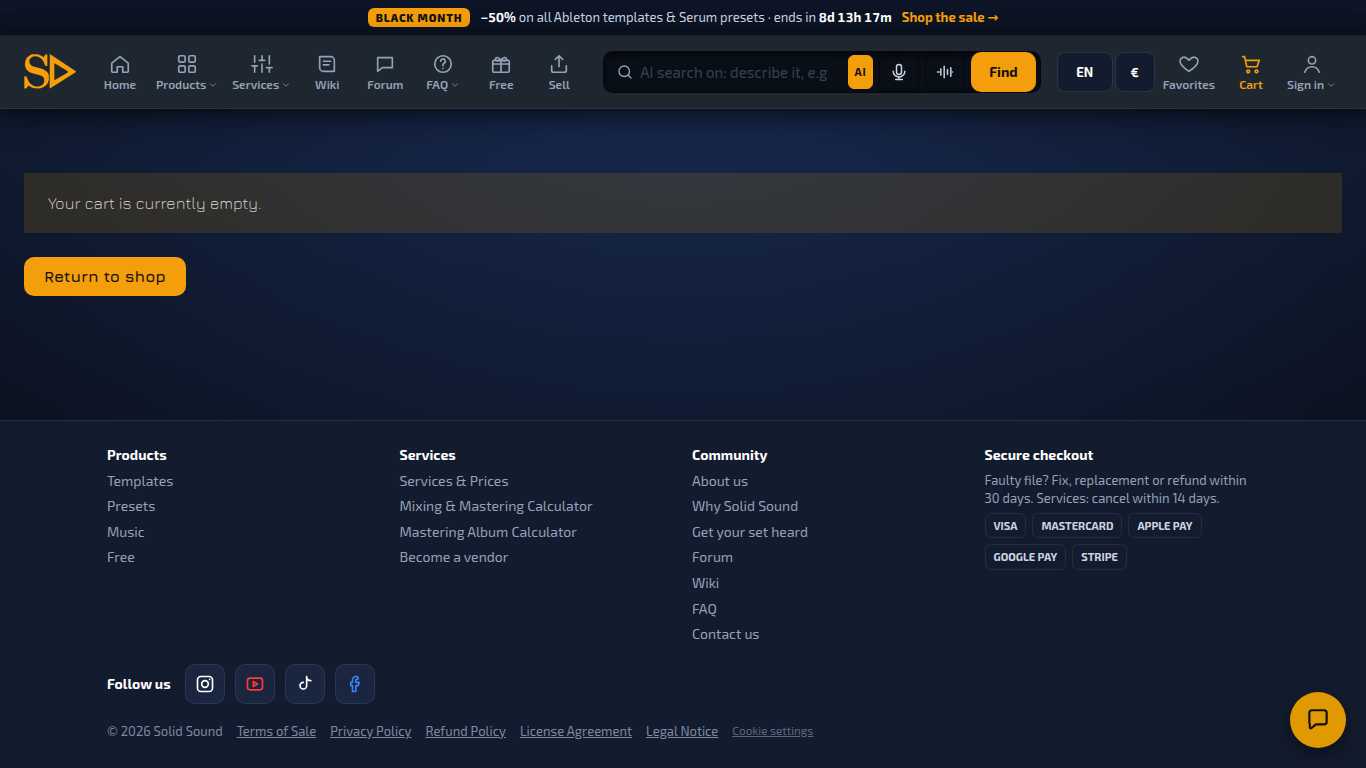 BLACK MONTH −50% on all Ableton templates & Serum presets · ends in 8d 13h 17m Shop the sale →
SD
Home Products Services Wiki Forum FAQ Free Sell
AI search on: describe it, e.g AI Find EN € Favorites Cart Sign in
Your cart is currently empty.
Return to shop
Products
Templates
Presets
Music
Free
Services
Services & Prices
Mixing & Mastering Calculator
Mastering Album Calculator
Become a vendor
Community
About us
Why Solid Sound
Get your set heard
Forum
Wiki
FAQ
Contact us
Secure checkout
Faulty file? Fix, replacement or refund within
30 days. Services: cancel within 14 days.
VISA MASTERCARD APPLE PAY
GOOGLE PAY STRIPE
Follow us
© 2026 Solid Sound Terms of Sale Privacy Policy Refund Policy License Agreement Legal Notice Cookie settings